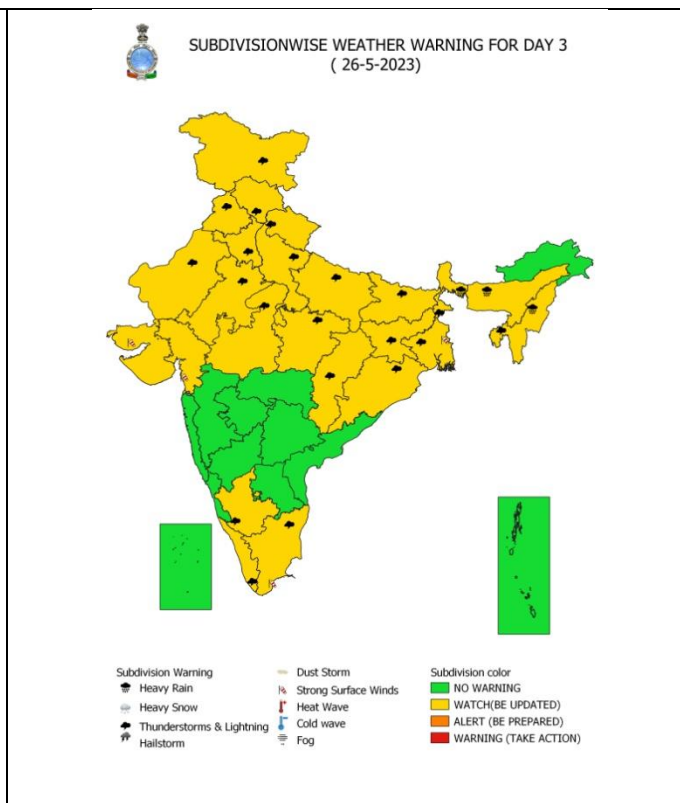 SUBDIVISIONWISE WEATHER WARNING FOR DAY 3
( 26-5-2023)
Subdivision Warning
Heavy Rain
Heavy Snow
Thunderstorms & Lightning
Hailstorm
Dust Storm
Strong Surface Winds
Heat Wave
Cold wave
Fog
Subdivision color
NO WARNING
WATCH(BE UPDATED)
ALERT (BE PREPARED)
WARNING (TAKE ACTION)